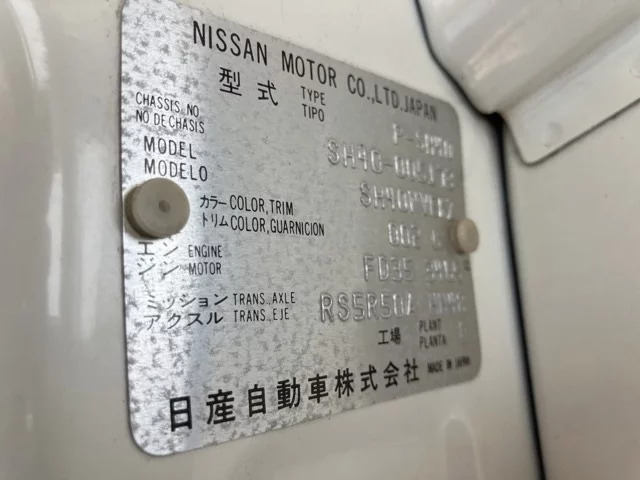 NISSAN MOTOR CO.,LTD.JAPAN
型式 TYPE TIPO
CHASSIS NO
NO DE CHASIS
MODEL
MODELO
カラー COLOR,TRIM
トリム COLOR,GUARNICION
エンジン ENGINE MOTOR
FD35
ミッション TRANS.,AXLE
アクスル TRANS.,EJE
RS5R50A
工場 PLANT PLANTA
日産自動車株式会社 MADE IN JAPAN